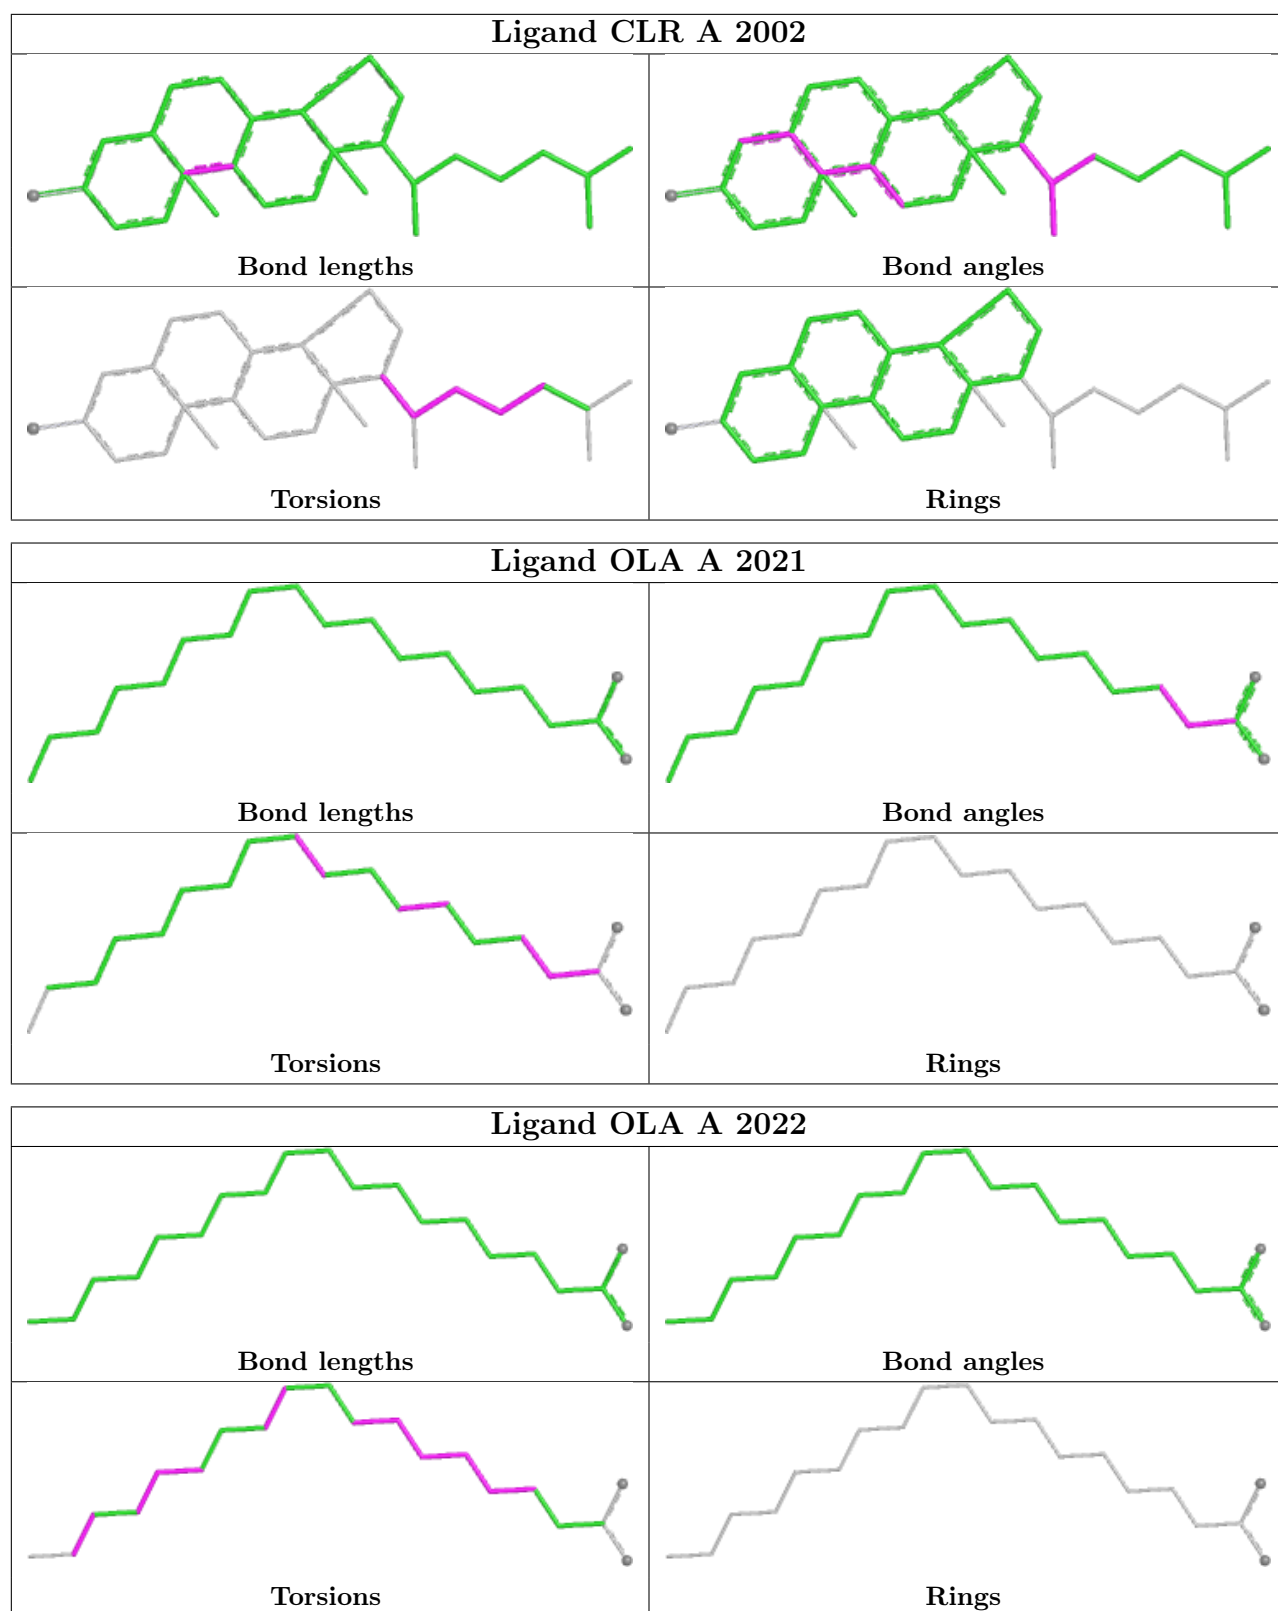 Ligand CLR A 2002
Bond lengths
Bond angles
Torsions
Rings
Ligand OLA A 2021
Bond lengths
Bond angles
Torsions
Rings
Ligand OLA A 2022
Bond lengths
Bond angles
Torsions
Rings